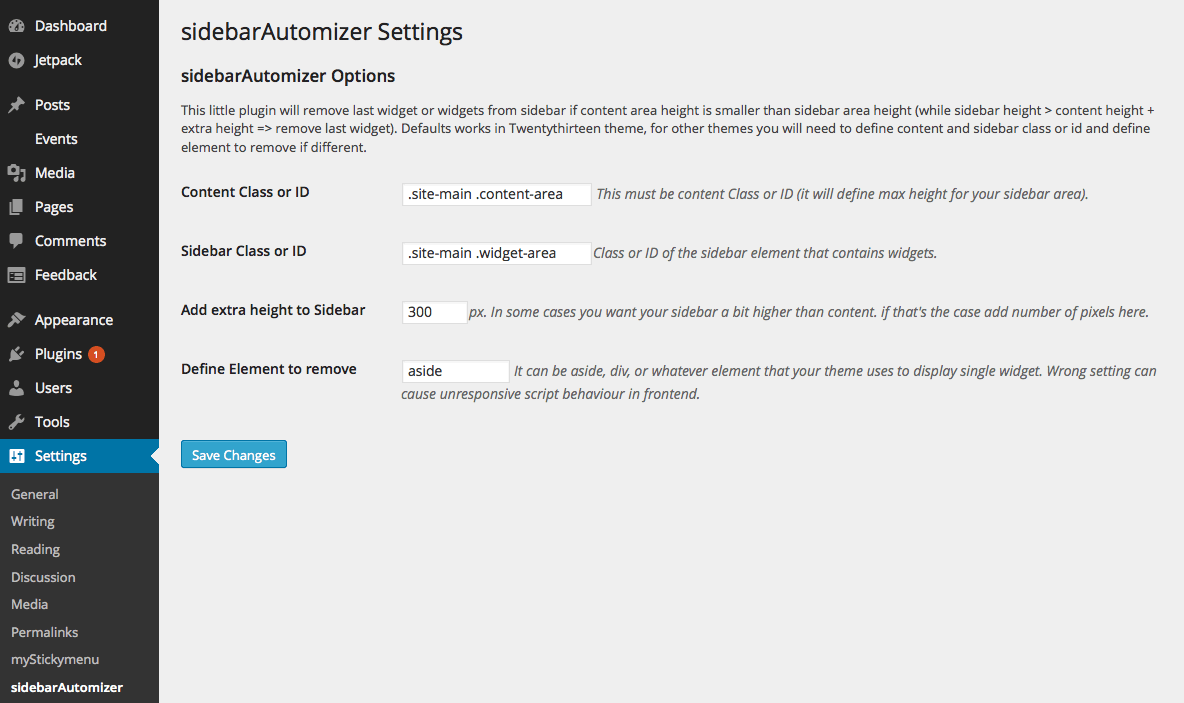 Dashboard
Jetpack
Posts
Events
Media
Pages
Comments
Feedback
Appearance
Plugins 1
Users
Tools
Settings
General
Writing
Reading
Discussion
Media
Permalinks
myStickymenu
sidebarAutomizer
sidebarAutomizer Settings
sidebarAutomizer Options
This little plugin will remove last widget or widgets from sidebar if content area height is smaller than sidebar area height (while sidebar height > content height +
extra height => remove last widget). Defaults works in Twentythirteen theme, for other themes you will need to define content and sidebar class or id and define
element to remove if different.
Content Class or ID .site-main .content-area This must be content Class or ID (it will define max height for your sidebar area).
Sidebar Class or ID .site-main .widget-area Class or ID of the sidebar element that contains widgets.
Add extra height to Sidebar 300 px. In some cases you want your sidebar a bit higher than content. if that's the case add number of pixels here.
Define Element to remove aside It can be aside, div, or whatever element that your theme uses to display single widget. Wrong setting can
cause unresponsive script behaviour in frontend.
Save Changes